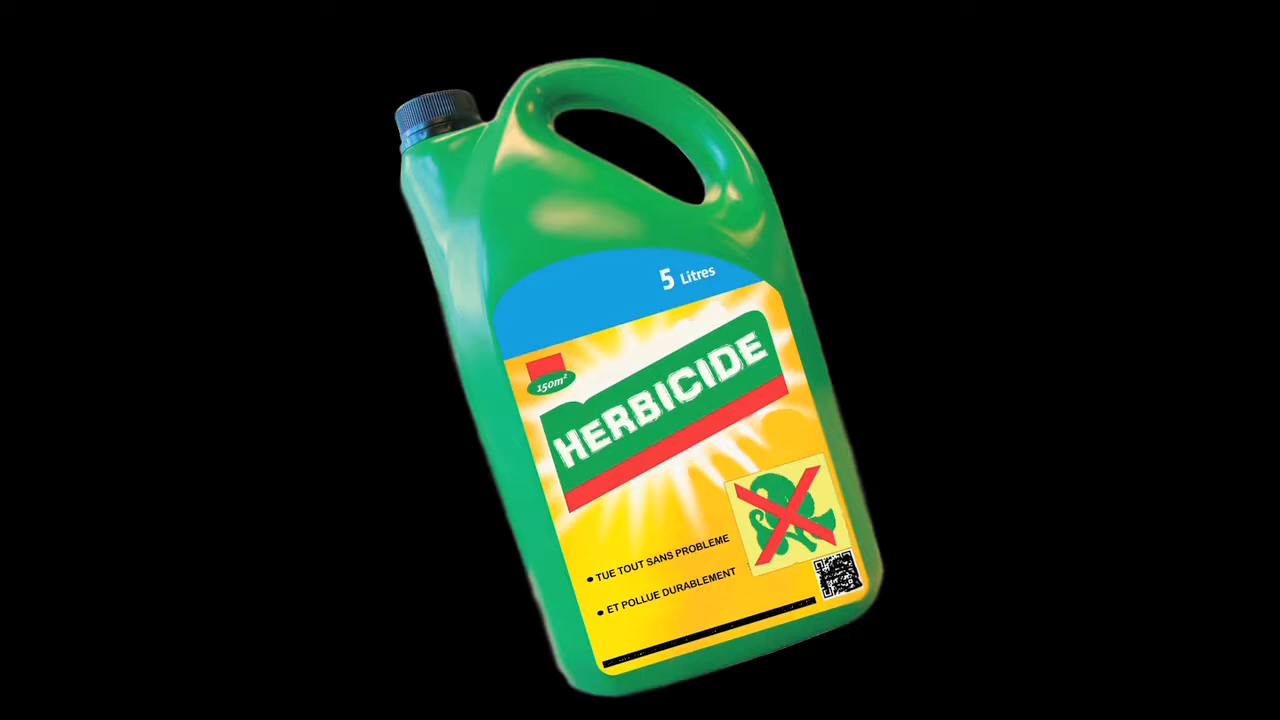 5 Litres
150m²
HERBICIDE
• TUE TOUT SANS PROBLEME
• ET POLLUE DURABLEMENT